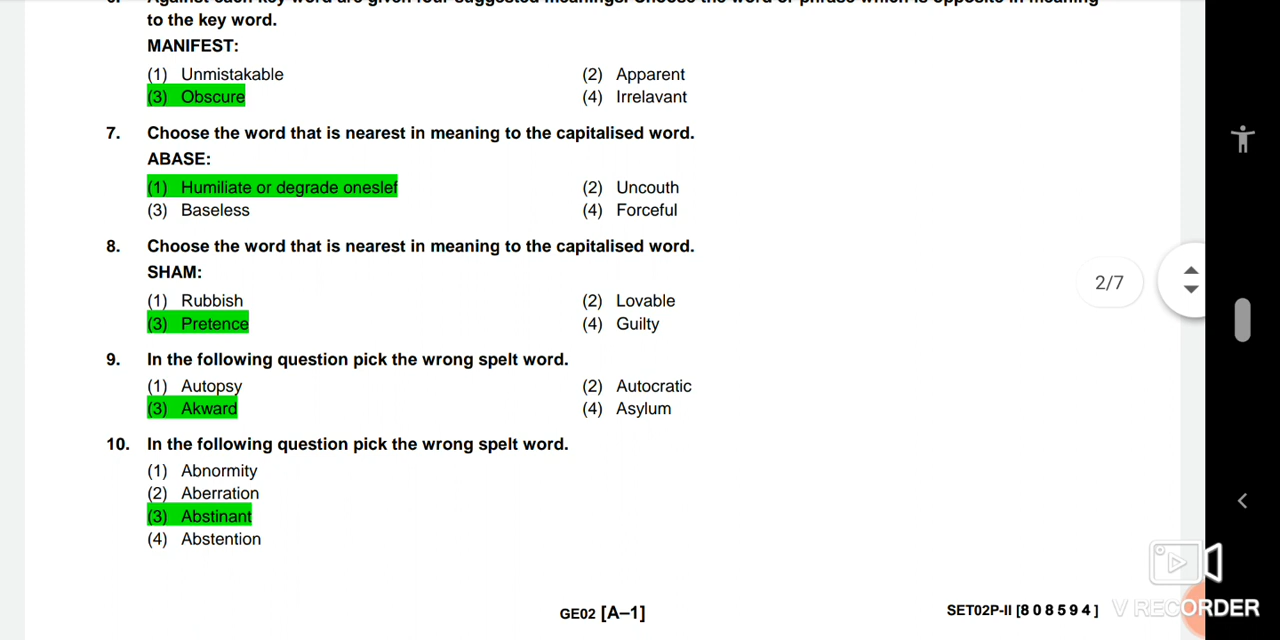 to the key word.
MANIFEST:
(1) Unmistakable (2) Apparent
(3) Obscure (4) Irrelavant
7. Choose the word that is nearest in meaning to the capitalised word.
ABASE:
(1) Humiliate or degrade oneslef (2) Uncouth
(3) Baseless (4) Forceful
8. Choose the word that is nearest in meaning to the capitalised word.
SHAM:
(1) Rubbish (2) Lovable
(3) Pretence (4) Guilty
9. In the following question pick the wrong spelt word.
(1) Autopsy (2) Autocratic
(3) Akward (4) Asylum
10. In the following question pick the wrong spelt word.
(1) Abnormity
(2) Aberration
(3) Abstinant
(4) Abstention
GE02 [A–1]
SET02P-II [8 0 8 5 9 4]
2/7
V RECORDER